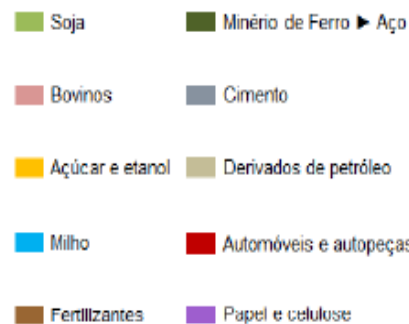 Soja
Minério de Ferro ► Aço
Bovinos
Cimento
Açúcar e etanol
Derivados de petróleo
Milho
Automóveis e autopeças
Fertilizantes
Papel e celulose